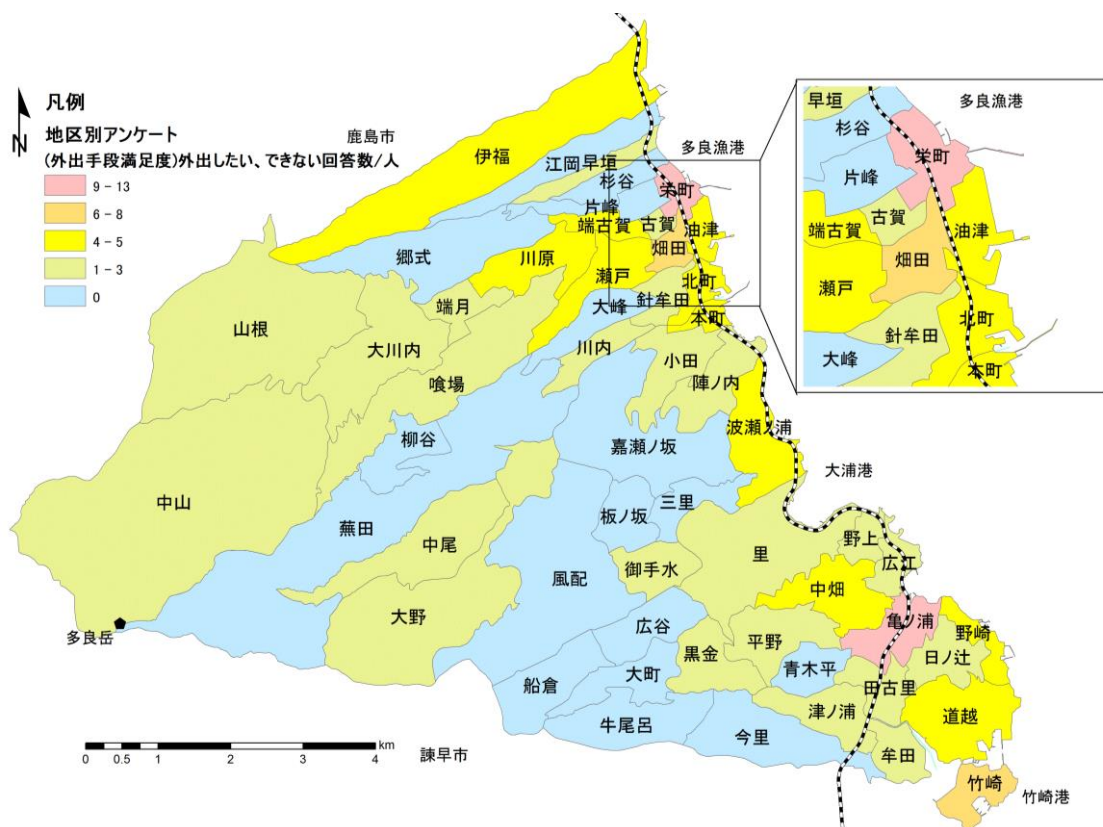 凡例
地区別アンケート
(外出手段満足度)外出したい、できない回答数/人
9 - 13
6 - 8
4 - 5
1 - 3
0
N
鹿島市
多良漁港
伊福
江岡
早垣
杉谷
栄町
片峰
端古賀
古賀
油津
郷式
川原
畑田
瀬戸
北町
端月
大峰
針牟田
本町
山根
大川内
川内
小田
喰場
陣ノ内
柳谷
嘉瀬ノ坂
波瀬ノ浦
大浦港
中山
三里
板ノ坂
蕪田
中尾
里
野上
風配
御手水
広江
大野
中畑
多良岳
広谷
亀ノ浦
野崎
黒金
平野
日ノ辻
青木平
船倉
大町
田古里
津ノ浦
道越
牛尾呂
今里
牟田
竹崎
竹崎港
諫早市
0 0.5 1 2 3 4
km
早垣
多良漁港
杉谷
栄町
片峰
古賀
端古賀
油津
畑田
瀬戸
北町
針牟田
大峰
本町